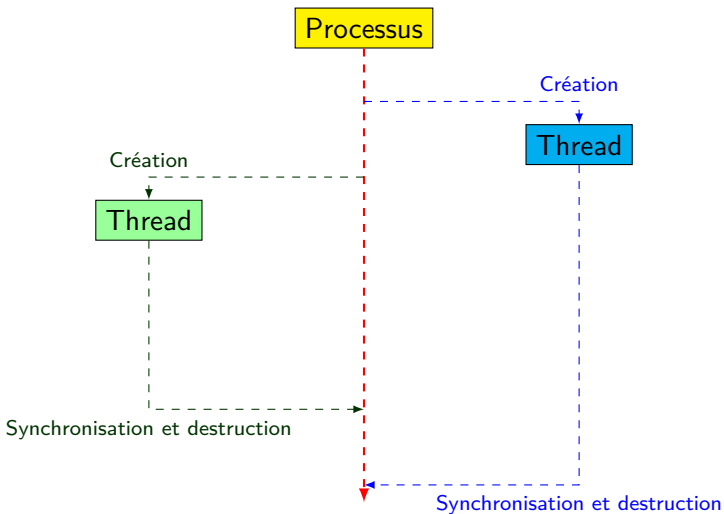 Processus
Création
Thread
Création
Thread
Synchronisation et destruction
Synchronisation et destruction